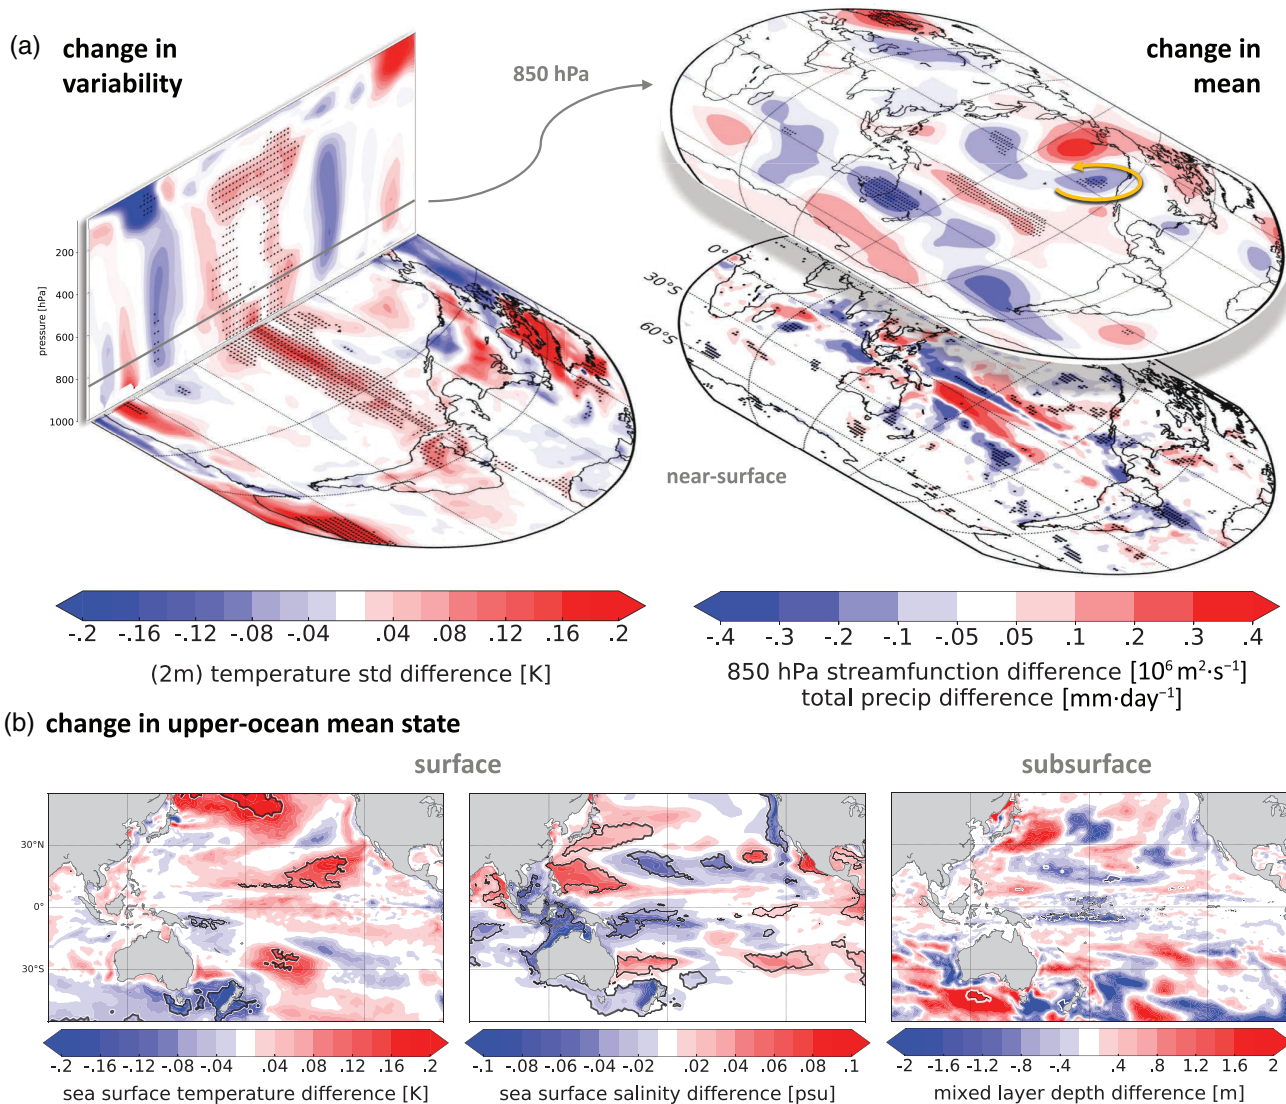 (a) change in
variability
850 hPa
change in
mean
0°
30°S
60°S
pressure [hPa]
200
400
600
800
1000
near-surface
-.2 -.16 -.12 -.08 -.04 .04 .08 .12 .16 .2
(2m) temperature std difference [K]
-.4 -.3 -.2 -.1 -.05 .05 .1 .2 .3 .4
850 hPa streamfunction difference [10⁶ m²·s⁻¹]
total precip difference [mm·day⁻¹]
(b) change in upper-ocean mean state
surface
subsurface
30°N
0°
30°S
-.2 -.16 -.12 -.08 -.04 .04 .08 .12 .16 .2
sea surface temperature difference [K]
-.1 -.08 -.06 -.04 -.02 .02 .04 .06 .08 .1
sea surface salinity difference [psu]
30°N
0°
30°S
-2 -1.6 -1.2 -.8 -.4 .4 .8 1.2 1.6 2
mixed layer depth difference [m]